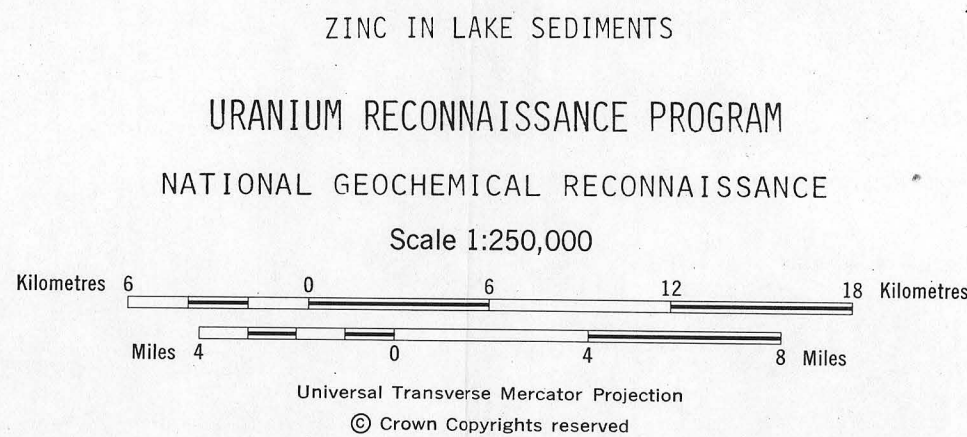 ZINC IN LAKE SEDIMENTS
URANIUM RECONNAISSANCE PROGRAM
NATIONAL GEOCHEMICAL RECONNAISSANCE
Scale 1:250,000
Kilometres 6 0 6 12 18 Kilometres
Miles 4 0 4 8 Miles
Universal Transverse Mercator Projection
© Crown Copyrights reserved